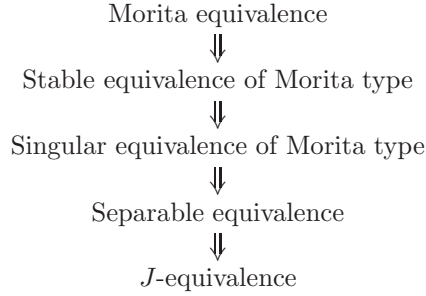 Morita equivalence
⇓
Stable equivalence of Morita type
⇓
Singular equivalence of Morita type
⇓
Separable equivalence
⇓
J-equivalence